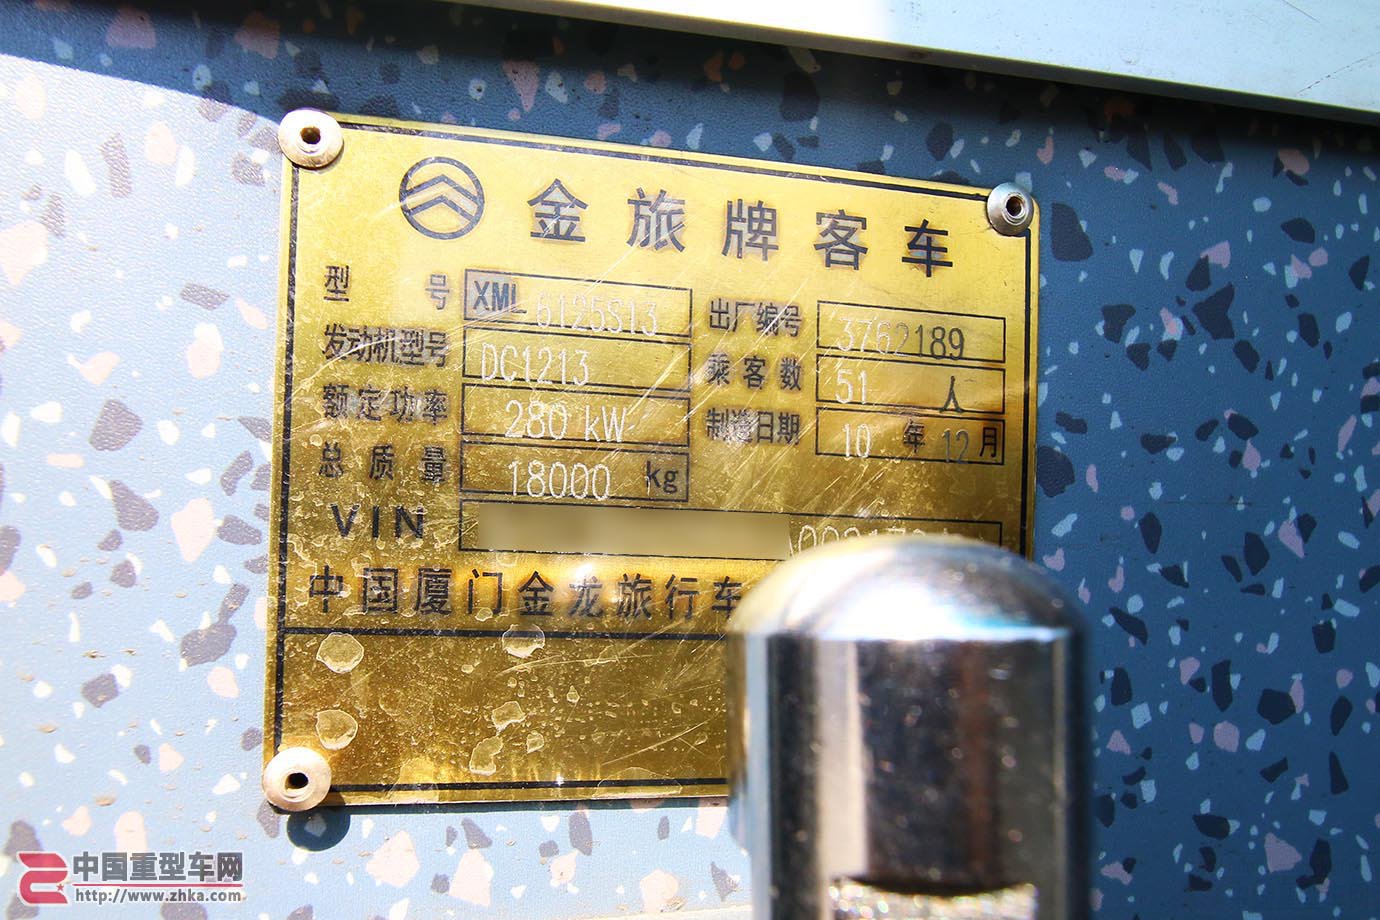 金旅牌客车
型号 XML 6125S13 出厂编号 3762189
发动机型号 DC1213 乘客数 51 人
额定功率 280 kW 制造日期 10 年 12 月
总质量 18000 kg
VIN
中国厦门金龙旅行车
中国重型车网
http://www.zhka.com